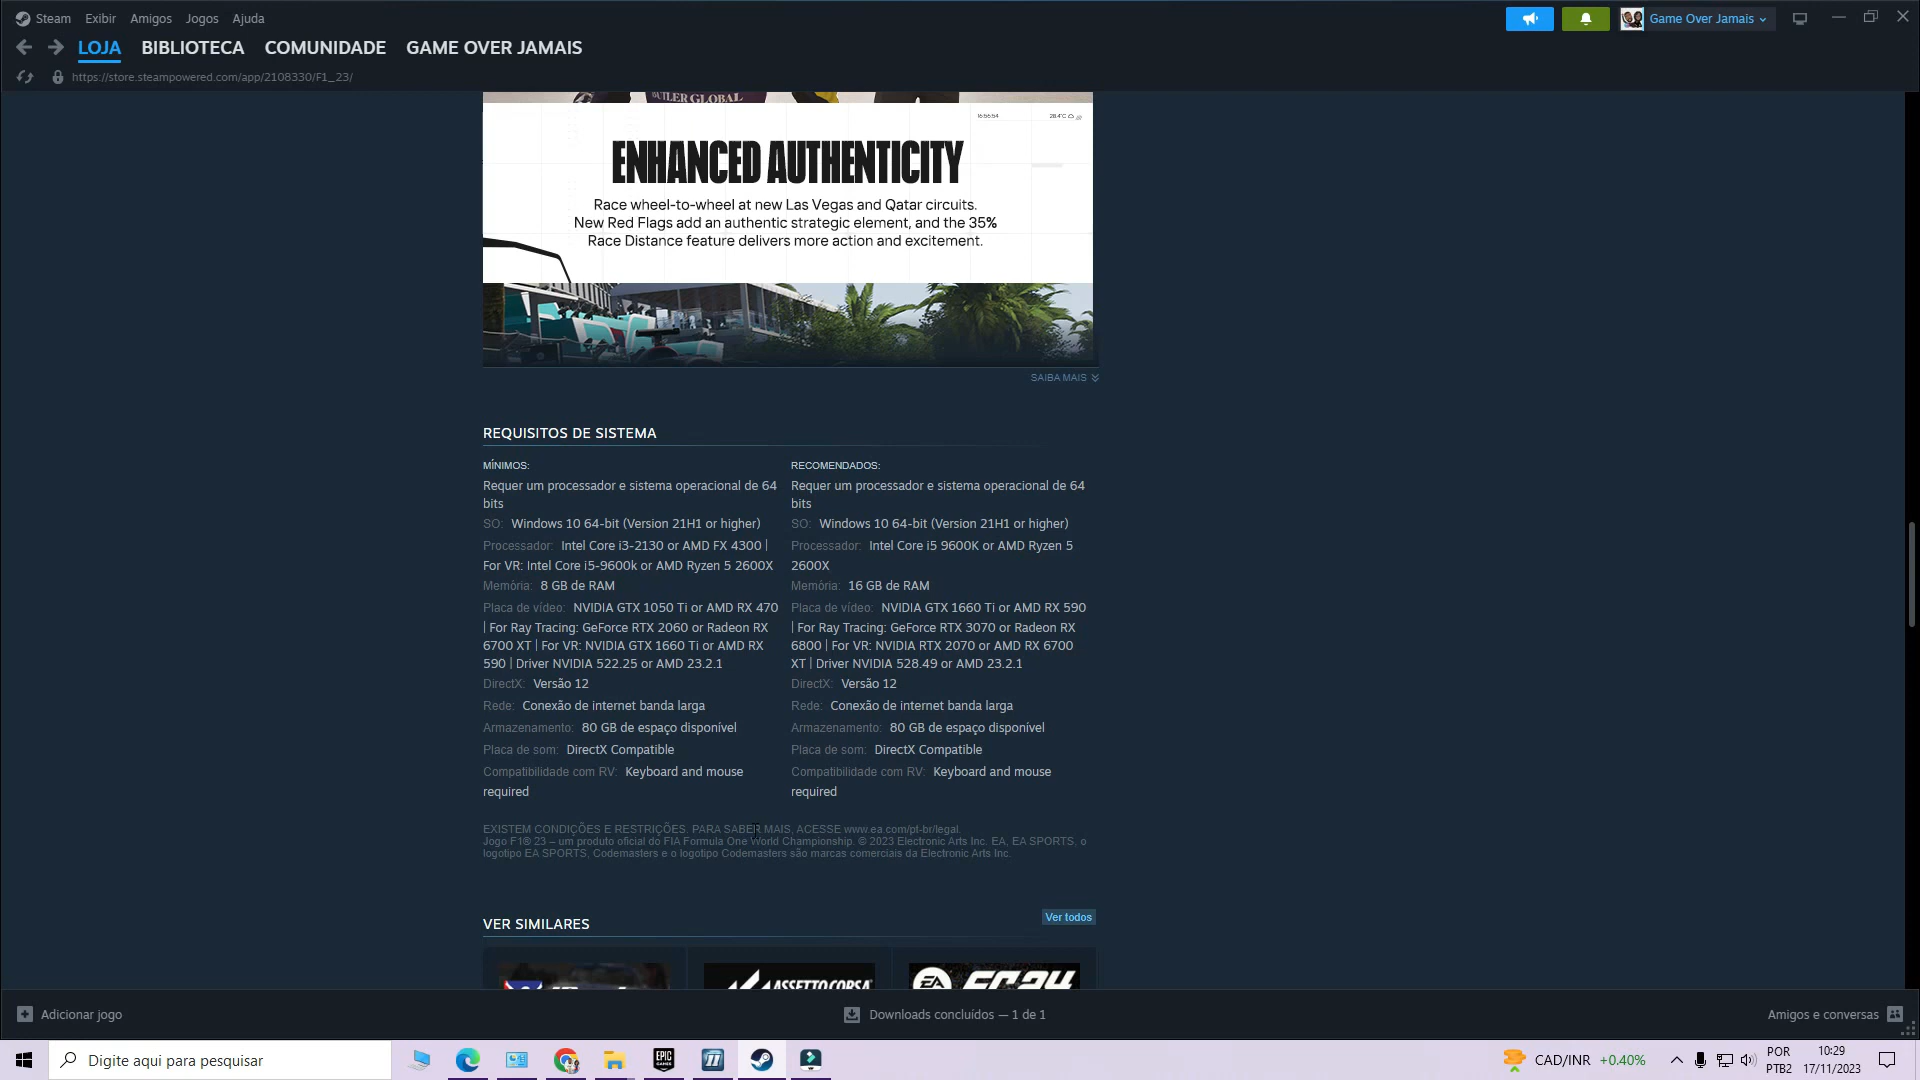 Steam Exibir Amigos Jogos Ajuda
Game Over Jamais
LOJA BIBLIOTECA COMUNIDADE GAME OVER JAMAIS
https://store.steampowered.com/app/2108330/F1_23/
BUTLER GLOBAL
16:56:54 28.4°C
ENHANCED AUTHENTICITY
Race wheel-to-wheel at new Las Vegas and Qatar circuits.
New Red Flags add an authentic strategic element, and the 35%
Race Distance feature delivers more action and excitement.
SAIBA MAIS
REQUISITOS DE SISTEMA
MÍNIMOS:
Requer um processador e sistema operacional de 64
bits
SO: Windows 10 64-bit (Version 21H1 or higher)
Processador: Intel Core i3-2130 or AMD FX 4300 |
For VR: Intel Core i5-9600k or AMD Ryzen 5 2600X
Memória: 8 GB de RAM
Placa de vídeo: NVIDIA GTX 1050 Ti or AMD RX 470
| For Ray Tracing: GeForce RTX 2060 or Radeon RX
6700 XT | For VR: NVIDIA GTX 1660 Ti or AMD RX
590 | Driver NVIDIA 522.25 or AMD 23.2.1
DirectX: Versão 12
Rede: Conexão de internet banda larga
Armazenamento: 80 GB de espaço disponível
Placa de som: DirectX Compatible
Compatibilidade com RV: Keyboard and mouse
required
RECOMENDADOS:
Requer um processador e sistema operacional de 64
bits
SO: Windows 10 64-bit (Version 21H1 or higher)
Processador: Intel Core i5 9600K or AMD Ryzen 5
2600X
Memória: 16 GB de RAM
Placa de vídeo: NVIDIA GTX 1660 Ti or AMD RX 590
| For Ray Tracing: GeForce RTX 3070 or Radeon RX
6800 | For VR: NVIDIA RTX 2070 or AMD RX 6700
XT | Driver NVIDIA 528.49 or AMD 23.2.1
DirectX: Versão 12
Rede: Conexão de internet banda larga
Armazenamento: 80 GB de espaço disponível
Placa de som: DirectX Compatible
Compatibilidade com RV: Keyboard and mouse
required
EXISTEM CONDIÇÕES E RESTRIÇÕES. PARA SABER MAIS, ACESSE www.ea.com/pt-br/legal.
Jogo F1® 23 – um produto oficial do FIA Formula One World Championship. © 2023 Electronic Arts Inc. EA, EA SPORTS, o
logotipo EA SPORTS, Codemasters e o logotipo Codemasters são marcas comerciais da Electronic Arts Inc.
VER SIMILARES
Ver todos
ASSETTO CORSA
EA FC 24
Adicionar jogo
Downloads concluídos — 1 de 1
Amigos e conversas
Digite aqui para pesquisar
EPIC GAMES
CAD/INR +0.40%
POR
PTB2
10:29
17/11/2023